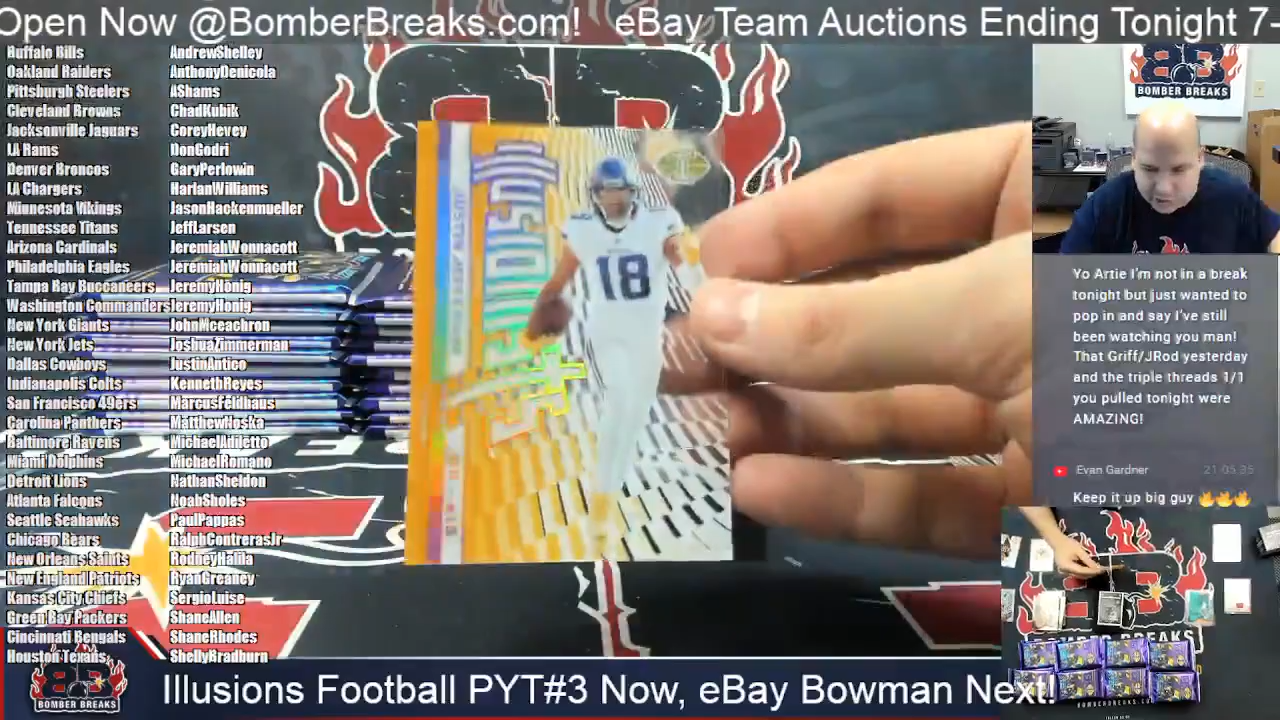 Open Now @BomberBreaks.com! eBay Team Auctions Ending Tonight 7-
Buffalo Bills AndrewShelley
Oakland Raiders AnthonyDenicola
Pittsburgh Steelers AShams
Cleveland Browns ChadKubik
Jacksonville Jaguars CoreyHevey
LA Rams DonGodri
Denver Broncos GaryPerlowin
LA Chargers HarlanWilliams
Minnesota Vikings JasonHackenmueller
Tennessee Titans JeffLarsen
Arizona Cardinals JeremiahWonnacott
Philadelphia Eagles JeremiahWonnacott
Tampa Bay Buccaneers JeremyHonig
Washington Commanders JeremyHonig
New York Giants JohnMceachron
New York Jets JoshuaZimmerman
Dallas Cowboys JustinAntico
Indianapolis Colts KennethReyes
San Francisco 49ers MarcusFeldhaus
Carolina Panthers MatthewHoska
Baltimore Ravens MichaelAdiletto
Miami Dolphins MichaelRomano
Detroit Lions NathanSheldon
Atlanta Falcons NoahSholes
Seattle Seahawks PaulPappas
Chicago Bears RalphContrerasJr
New Orleans Saints
New England Patriots RyanGreaney
Kansas City Chiefs SergioLuise
Green Bay Packers ShaneAllen
Cincinnati Bengals ShaneRhodes
Houston Texans ShellyBradburn
18
BOMBER BREAKS
Yo Artie I'm not in a break
tonight but just wanted to
pop in and say I've still
been watching you man!
That Griff/JRod yesterday
and the triple threads 1/1
you pulled tonight were
AMAZING!
Evan Gardner 21:05:35
Keep it up big guy 🔥🔥🔥
BOMBER BREAKS
BOMBER BREAKS
Illusions Football PYT#3 Now, eBay Bowman Next!